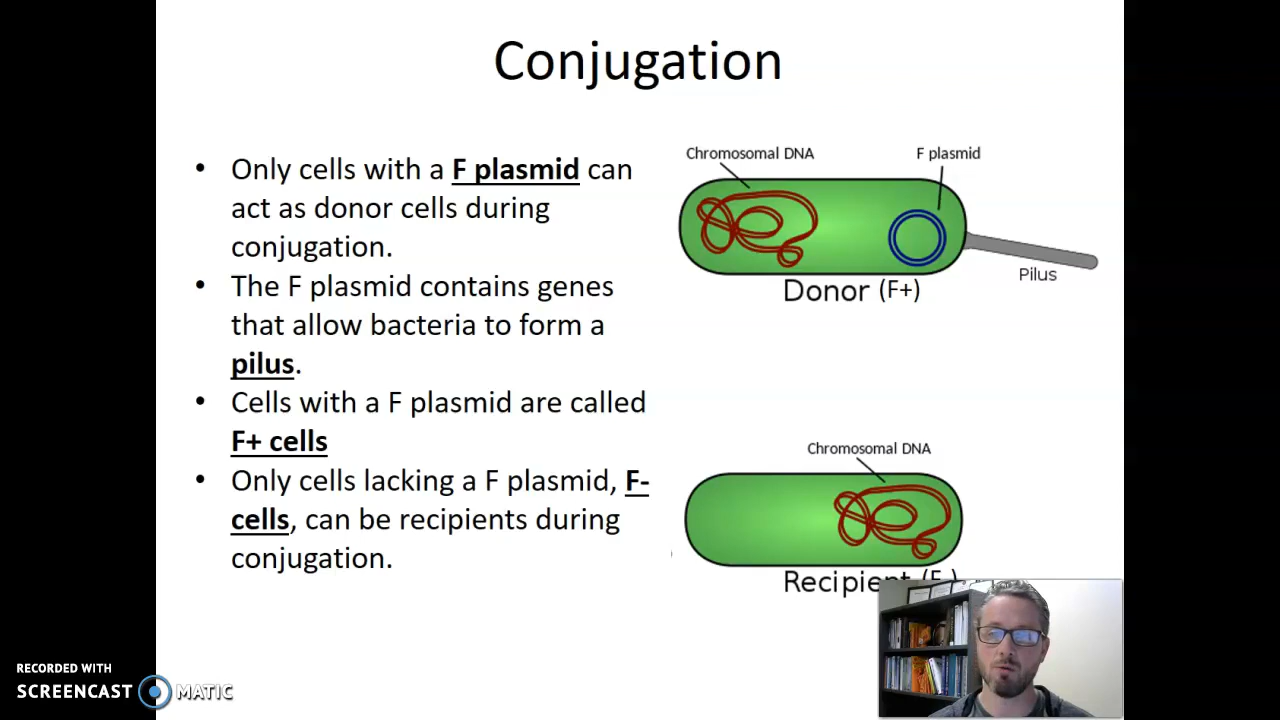 Conjugation
• Only cells with a F plasmid can
act as donor cells during
conjugation.
• The F plasmid contains genes
that allow bacteria to form a
pilus.
• Cells with a F plasmid are called
F+ cells
• Only cells lacking a F plasmid, F-
cells, can be recipients during
conjugation.
Chromosomal DNA
F plasmid
Pilus
Donor (F+)
Chromosomal DNA
Recipient
RECORDED WITH
SCREENCAST MATIC